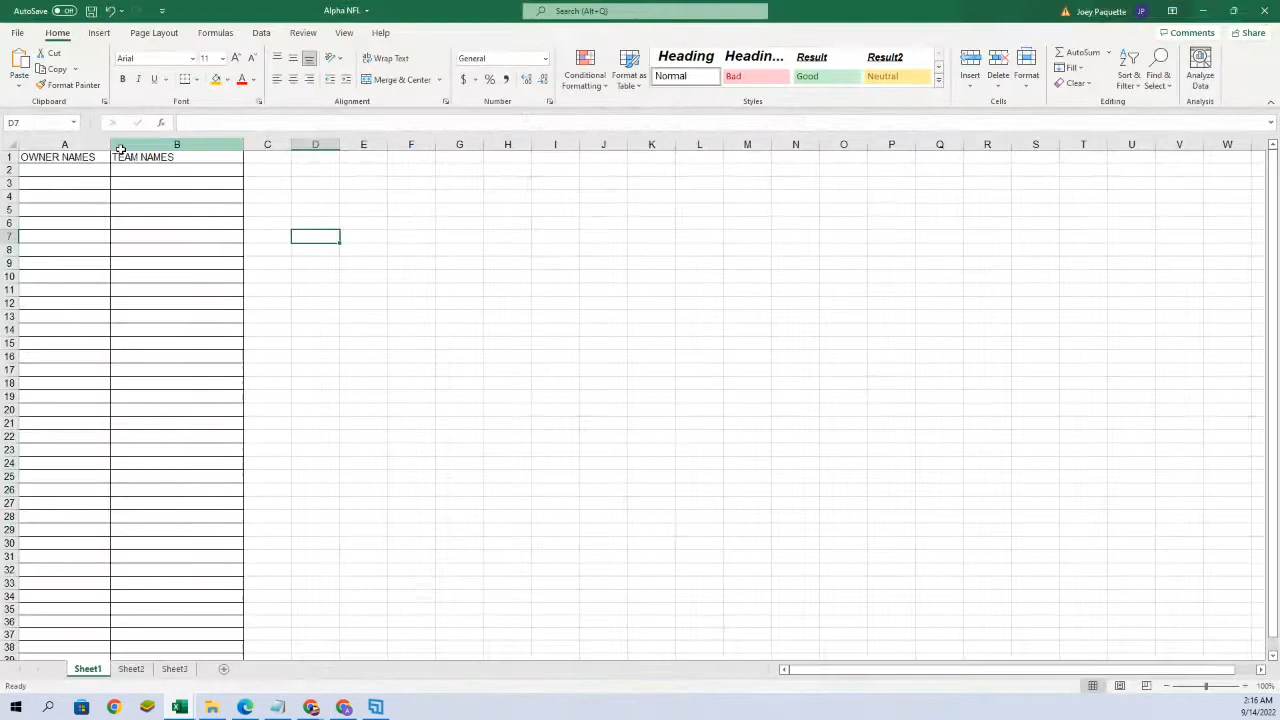 AutoSave Off Alpha NFL Search (Alt+Q) Joey Paquette JP
File Home Insert Page Layout Formulas Data Review View Help Comments Share
Paste Cut Copy Format Painter Clipboard
Arial 11 B I U A Font
Wrap Text Merge & Center Alignment
General $ % Number
Conditional Formatting Format as Table
Heading Headin... Result Result2
Normal Bad Good Neutral
Styles
Insert Delete Format Cells
AutoSum Fill Clear Sort & Filter Find & Select Editing
Analyze Data Analysis
D7 fx
A B C D E F G H I J K L M N O P Q R S T U V W
1 OWNER NAMES TEAM NAMES
2
3
4
5
6
7
8
9
10
11
12
13
14
15
16
17
18
19
20
21
22
23
24
25
26
27
28
29
30
31
32
33
34
35
36
37
38
39
Sheet1 Sheet2 Sheet3
Ready 100%
2:16 AM
9/14/2022